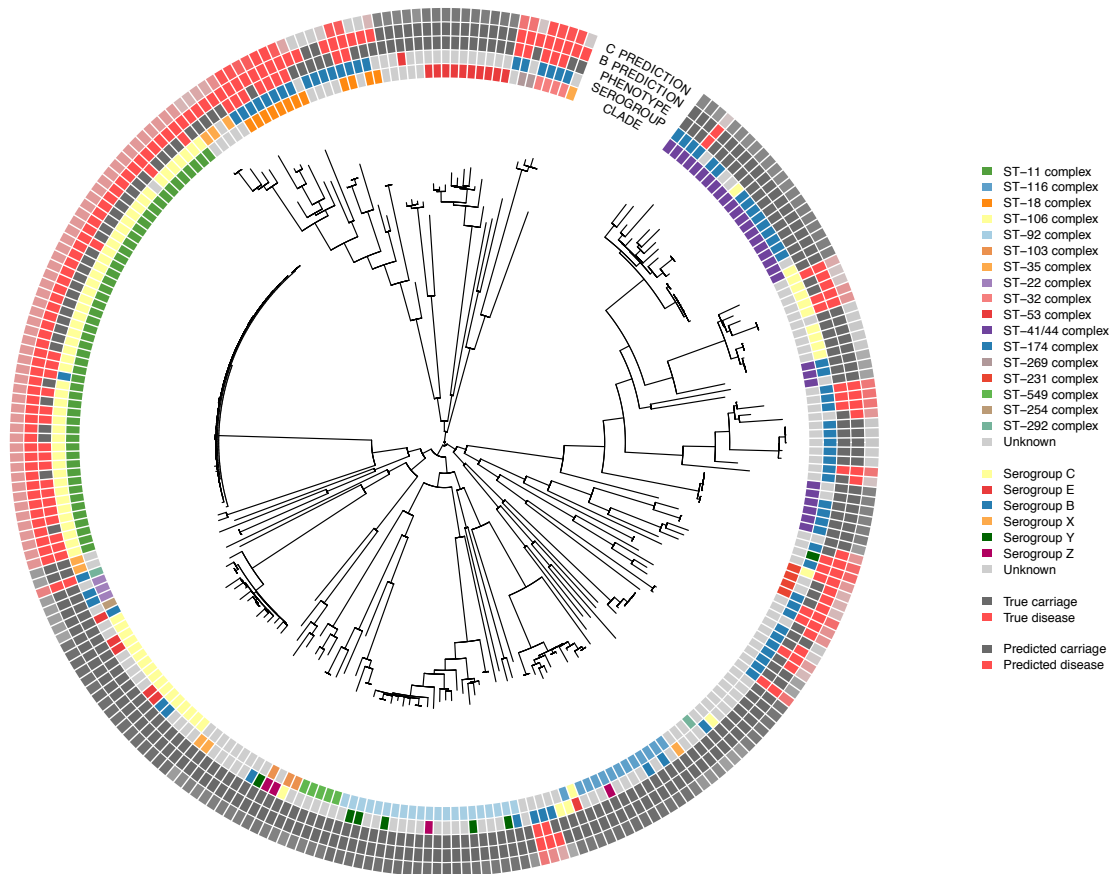 C PREDICTION
B PREDICTION
PHENOTYPE
SEROGROUP
CLADE
ST−11 complex
ST−116 complex
ST−18 complex
ST−106 complex
ST−92 complex
ST−103 complex
ST−35 complex
ST−22 complex
ST−32 complex
ST−53 complex
ST−41/44 complex
ST−174 complex
ST−269 complex
ST−231 complex
ST−549 complex
ST−254 complex
ST−292 complex
Unknown
Serogroup C
Serogroup E
Serogroup B
Serogroup X
Serogroup Y
Serogroup Z
Unknown
True carriage
True disease
Predicted carriage
Predicted disease